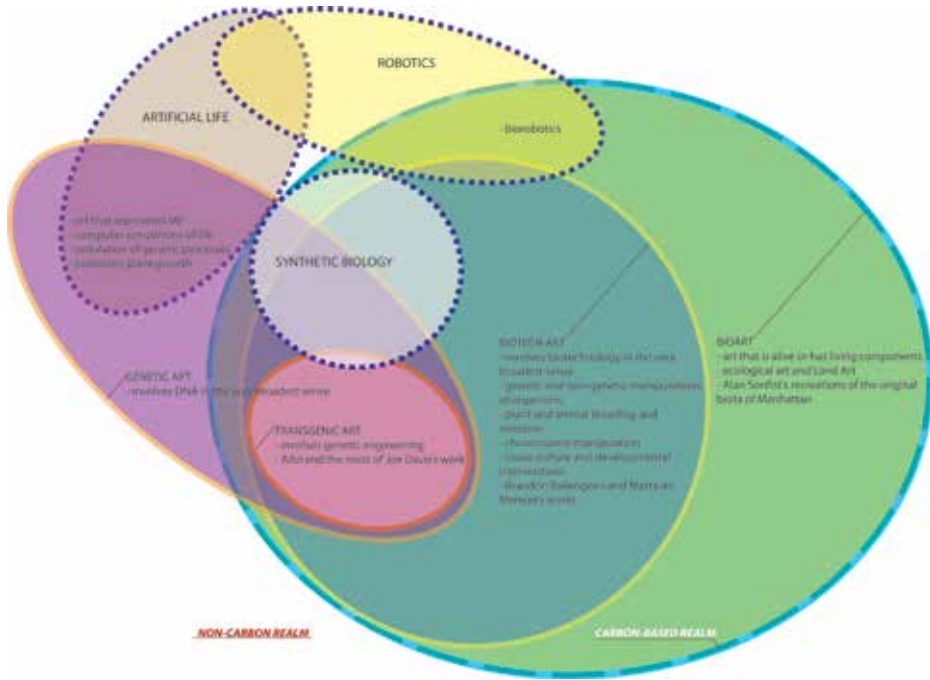 ROBOTICS
ARTIFICIAL LIFE
-Biorobotics
-art that
-computer simulations of life
-simulation of genetic processes
plant growth
SYNTHETIC BIOLOGY
GENETIC ART
-involves DNA in the very broadest sense
TRANSGENIC ART
-involves genetic engineering
and the most of Joe Davis's work
BIOTECH ART
-involves biotechnology in the very
broadest sense
-genetic and non-genetic manipulations
of organisms
-plant and animal breeding and
selection
-chromosome manipulation
-tissue culture and developmental
interventions
-Brandon Ballengee's and Marta de
Menezes's works
BIOART
-art that is alive or has living components
-ecological art and Land Art
-Alan Sonfist's recreations of the original
biota of Manhattan
NON-CARBON REALM
CARBON-BASED REALM